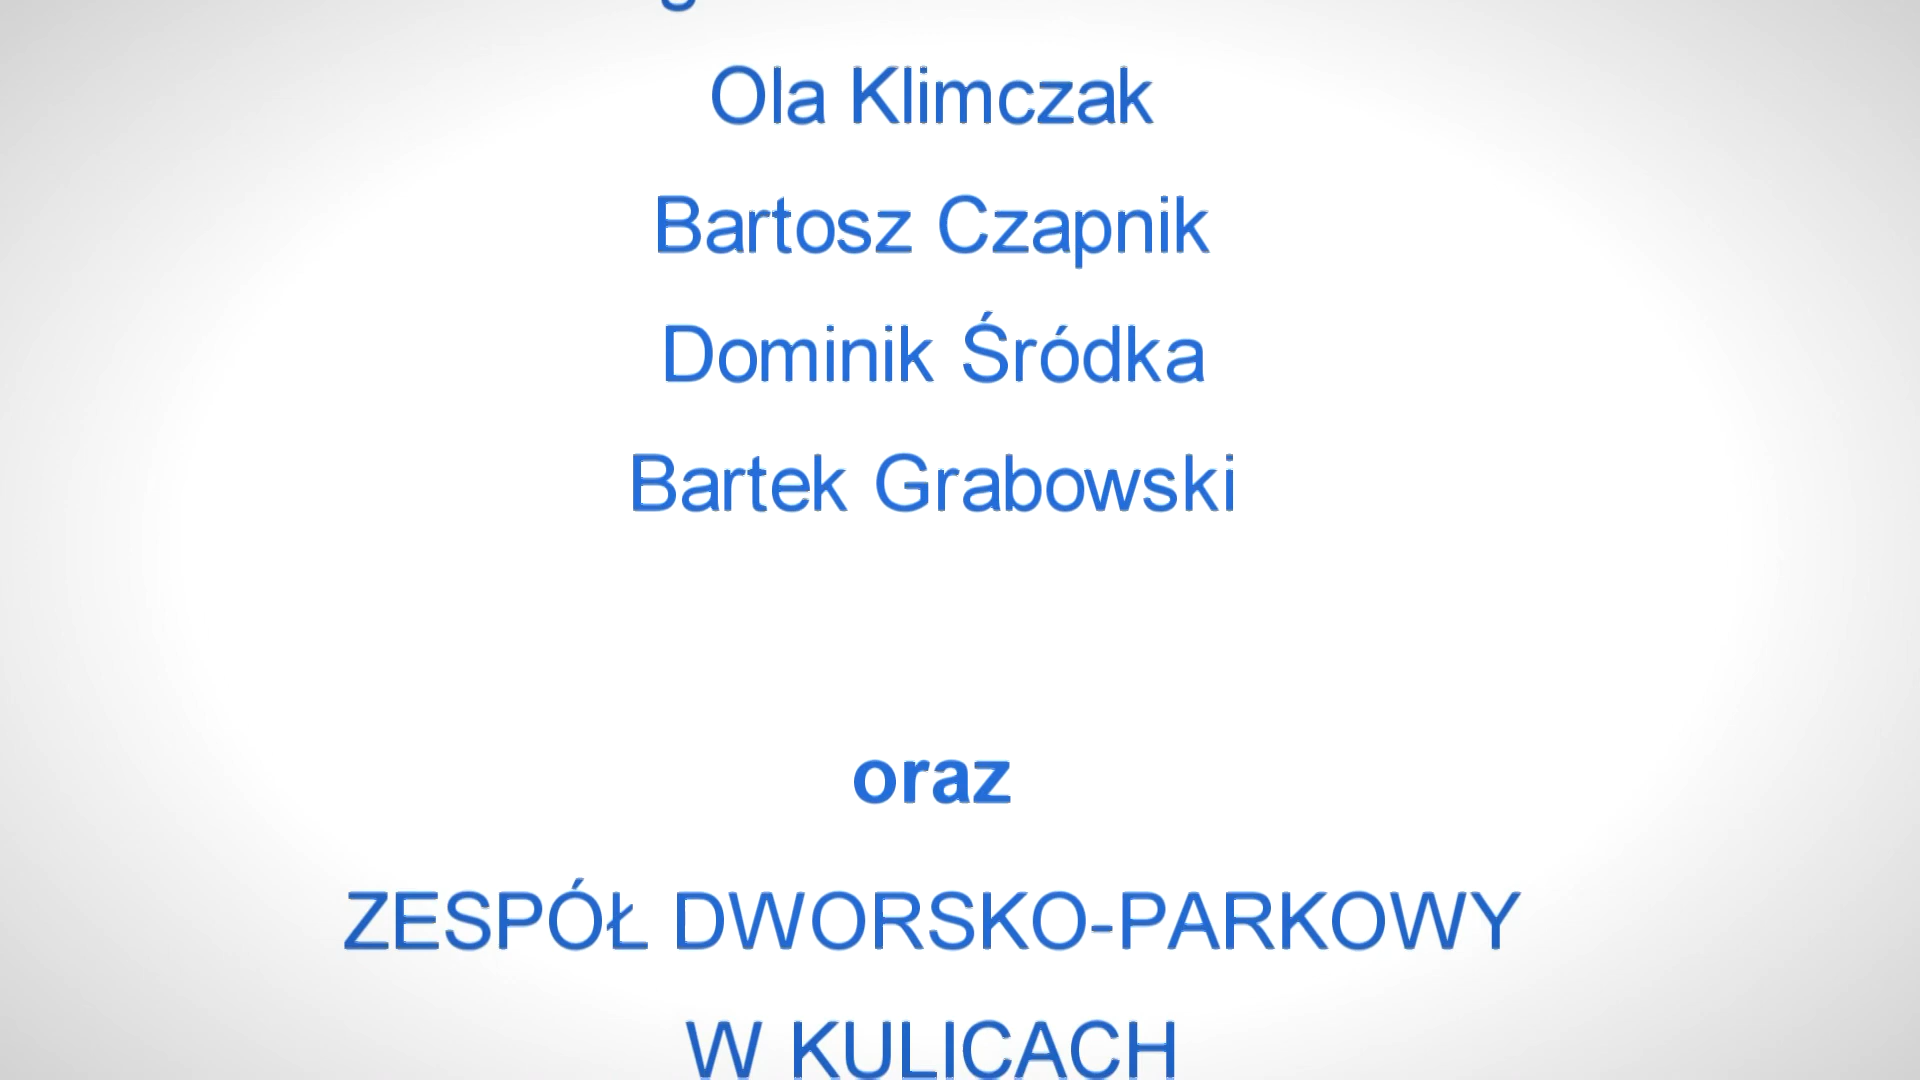 Ola Klimczak
Bartosz Czapnik
Dominik Śródka
Bartek Grabowski
oraz
ZESPÓŁ DWORSKO-PARKOWY
W KULICACH